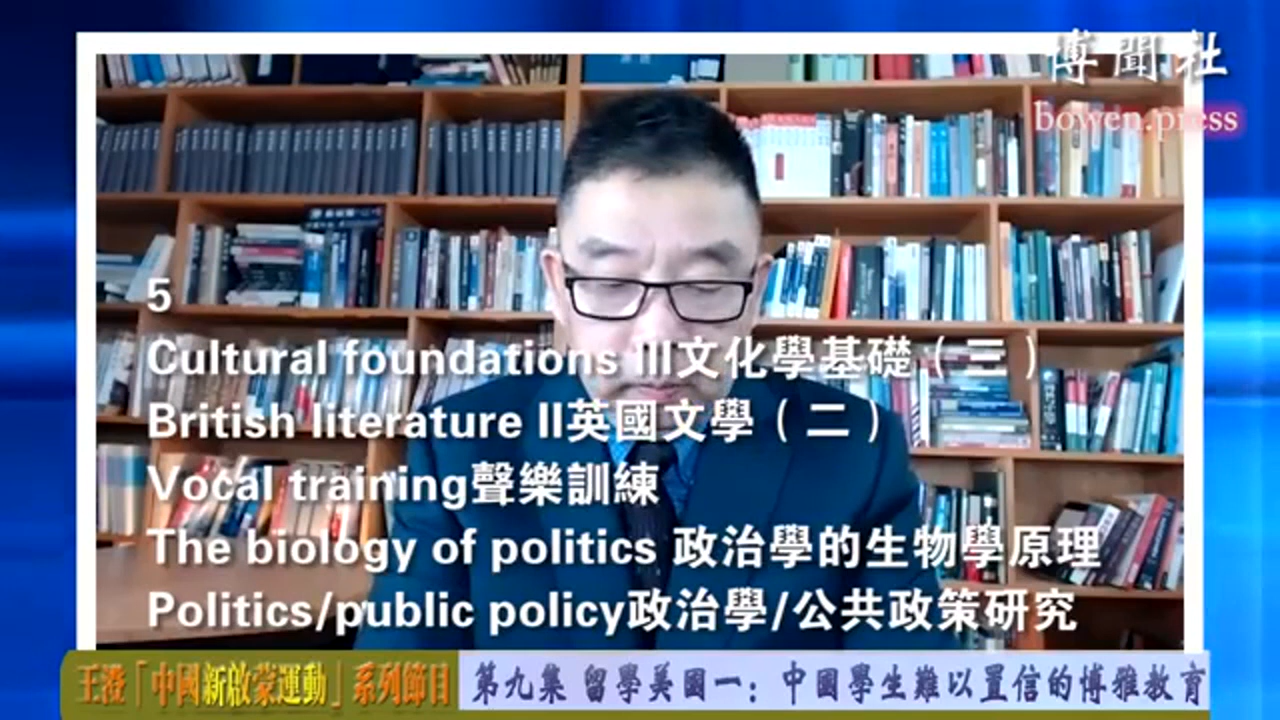 博聞社
bowen.press
5
Cultural foundations III文化學基礎（三）
British literature II英國文學（二）
Vocal training聲樂訓練
The biology of politics 政治學的生物學原理
Politics/public policy政治學/公共政策研究
王澄「中國新啟蒙運動」系列節目 第九集 留學美國一：中國學生難以置信的博雅教育